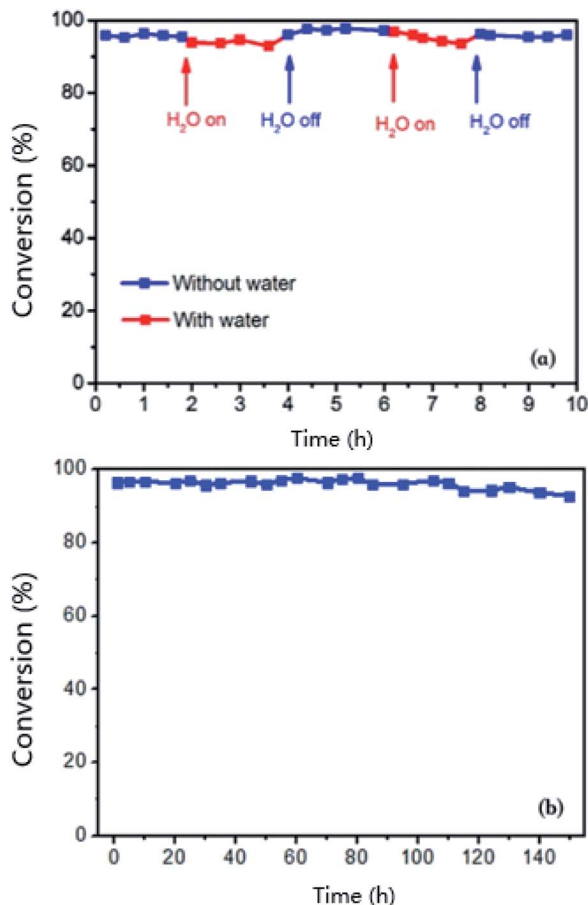 100
80
60
40
20
0
Conversion (%)
H₂O on
H₂O off
H₂O on
H₂O off
Without water
With water
(a)
0 1 2 3 4 5 6 7 8 9 10
Time (h)
100
80
60
40
20
0
Conversion (%)
(b)
0 20 40 60 80 100 120 140
Time (h)